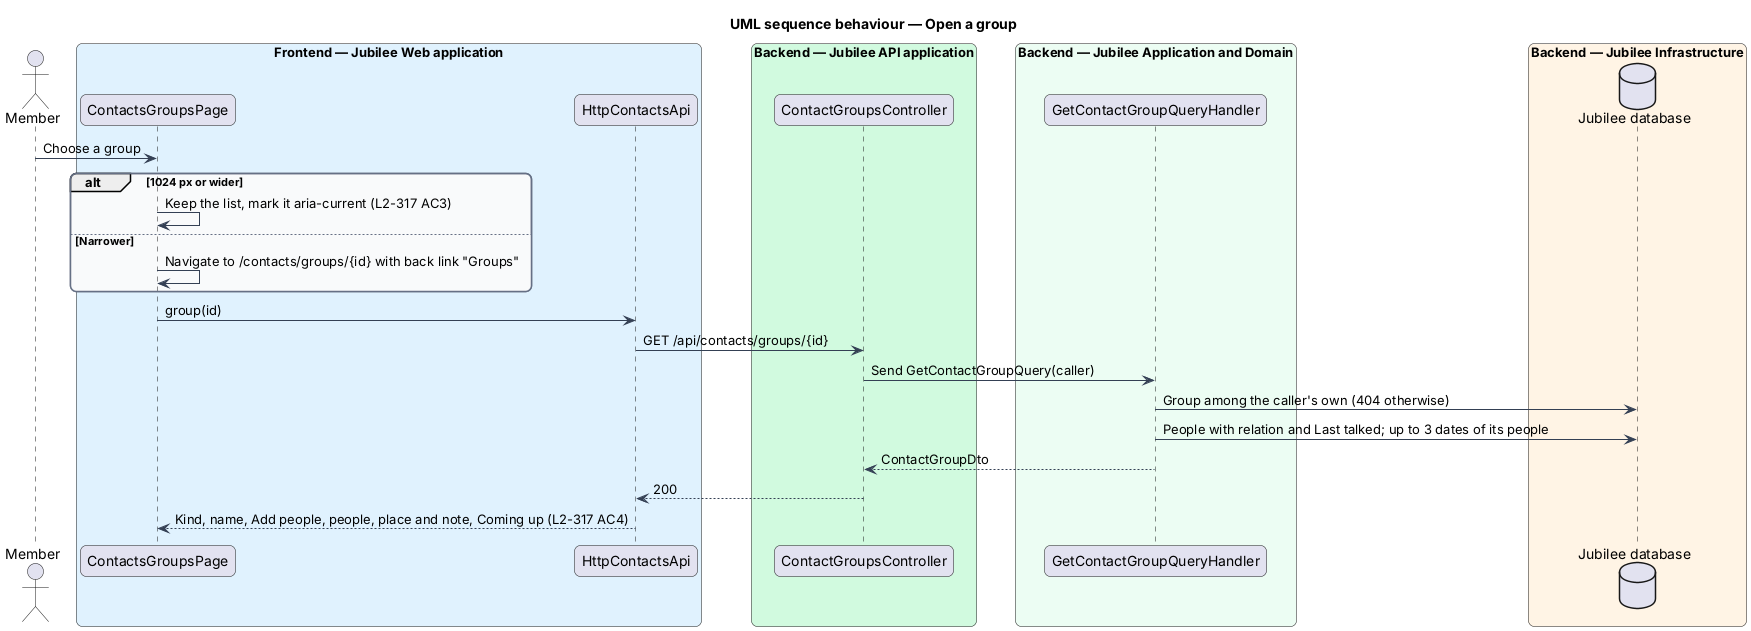 UML sequence behaviour — Open a group
Frontend — Jubilee Web application
Backend — Jubilee API application
Backend — Jubilee Application and Domain
Backend — Jubilee Infrastructure
Member
ContactsGroupsPage
HttpContactsApi
ContactGroupsController
GetContactGroupQueryHandler
Jubilee database
Choose a group
alt
[1024 px or wider]
Keep the list, mark it aria-current (L2-317 AC3)
[Narrower]
Navigate to /contacts/groups/{id} with back link "Groups"
group(id)
GET /api/contacts/groups/{id}
Send GetContactGroupQuery(caller)
Group among the caller's own (404 otherwise)
People with relation and Last talked; up to 3 dates of its people
ContactGroupDto
200
Kind, name, Add people, people, place and note, Coming up (L2-317 AC4)
Member
ContactsGroupsPage
HttpContactsApi
ContactGroupsController
GetContactGroupQueryHandler
Jubilee database